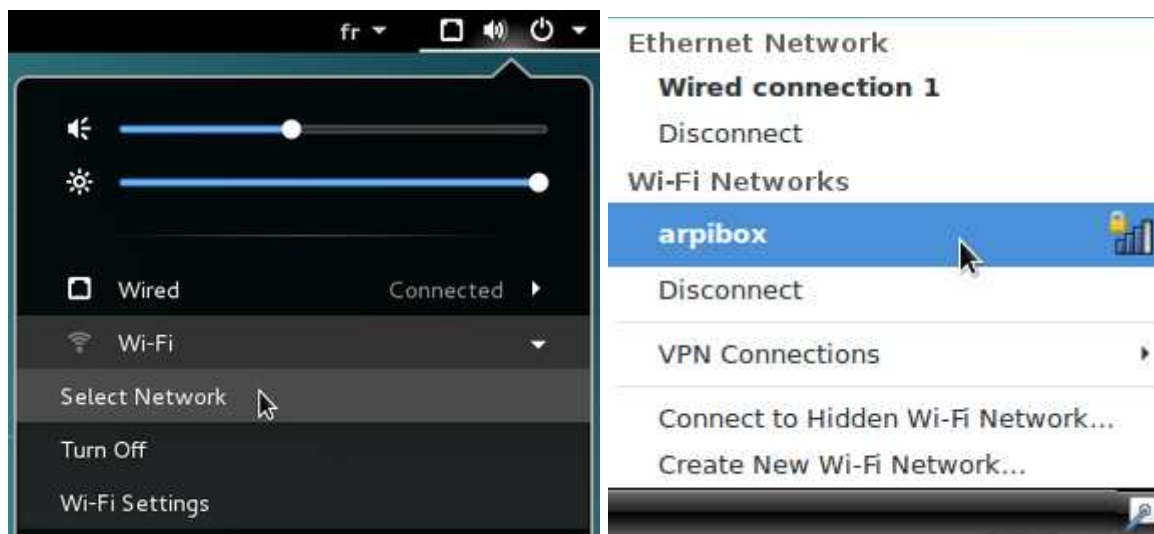 fr
Wired Connected
Wi-Fi
Select Network
Turn Off
Wi-Fi Settings
Ethernet Network
Wired connection 1
Disconnect
Wi-Fi Networks
arpibox
Disconnect
VPN Connections
Connect to Hidden Wi-Fi Network...
Create New Wi-Fi Network...